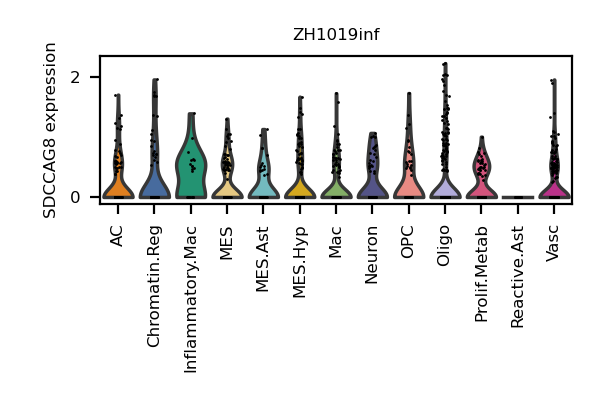 ZH1019inf
SDCCAG8 expression
2
0
AC
Chromatin.Reg
Inflammatory.Mac
MES
MES.Ast
MES.Hyp
Mac
Neuron
OPC
Oligo
Prolif.Metab
Reactive.Ast
Vasc